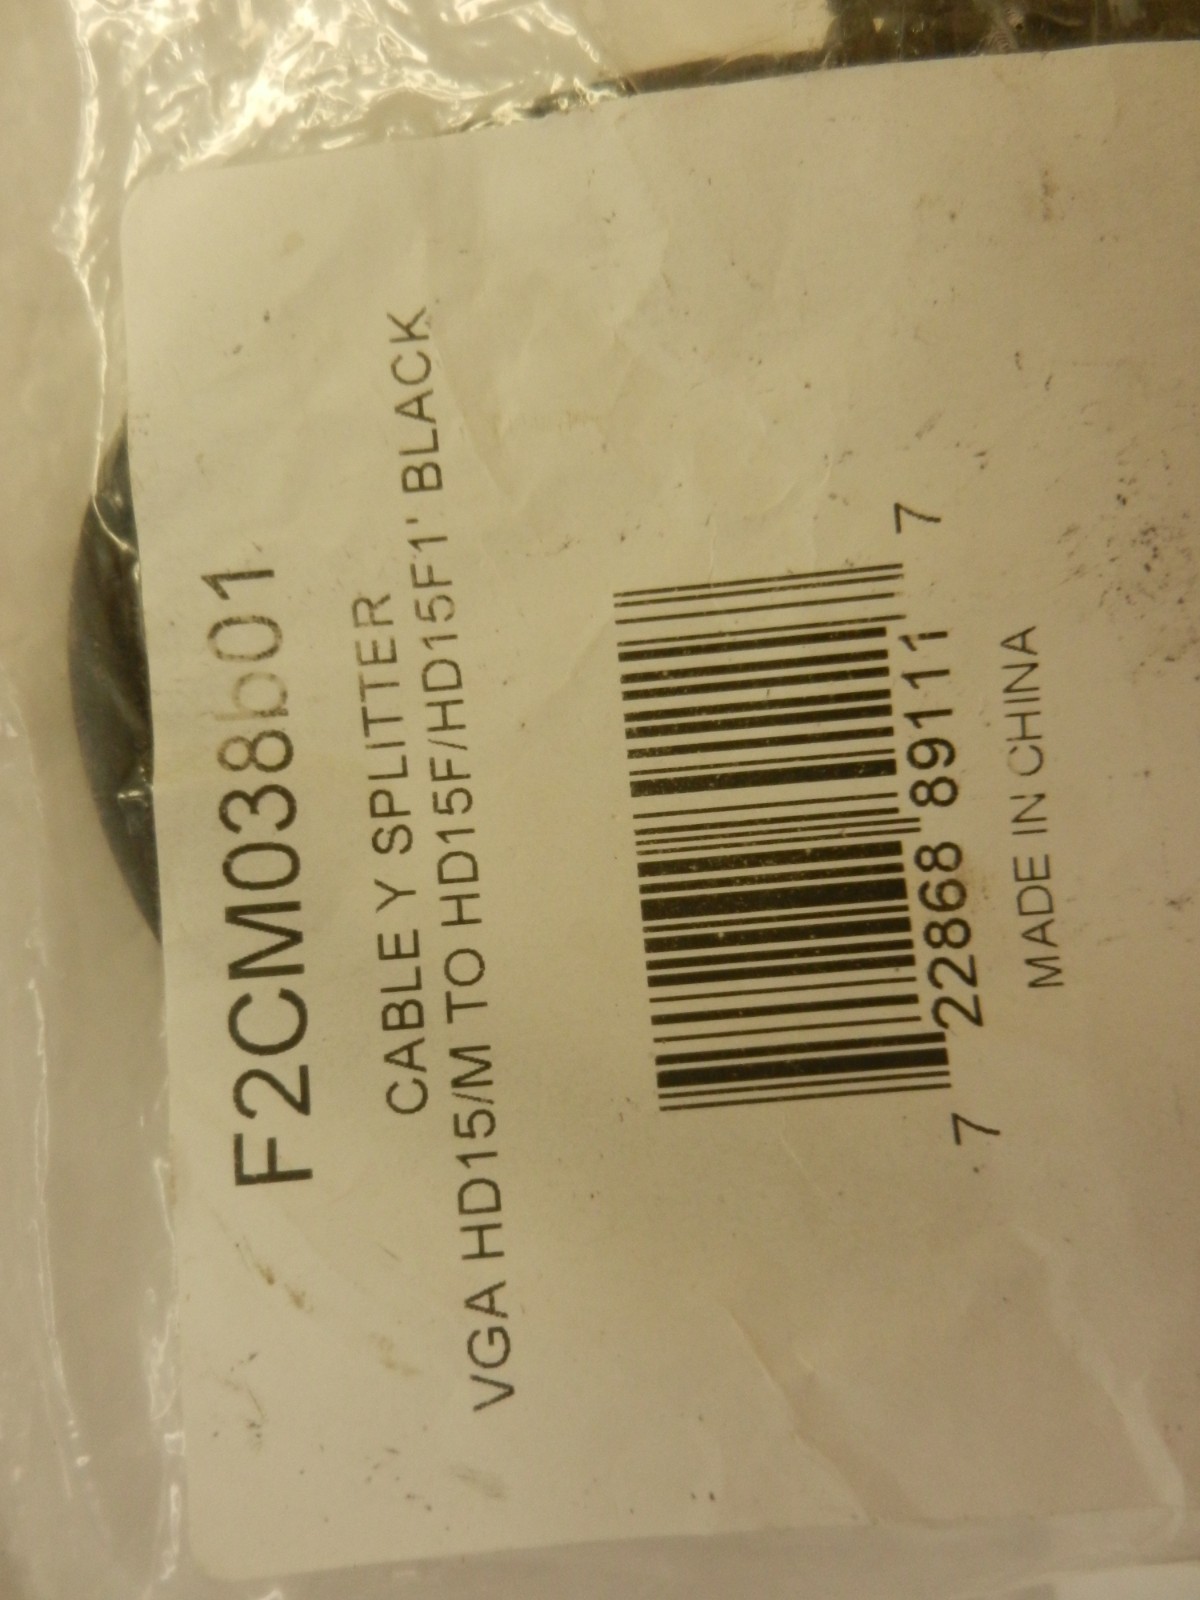 F2CM038b01
CABLE Y SPLITTER
VGA HD15/M TO HD15F/HD15F1' BLACK
7 22868 89111 7
MADE IN CHINA